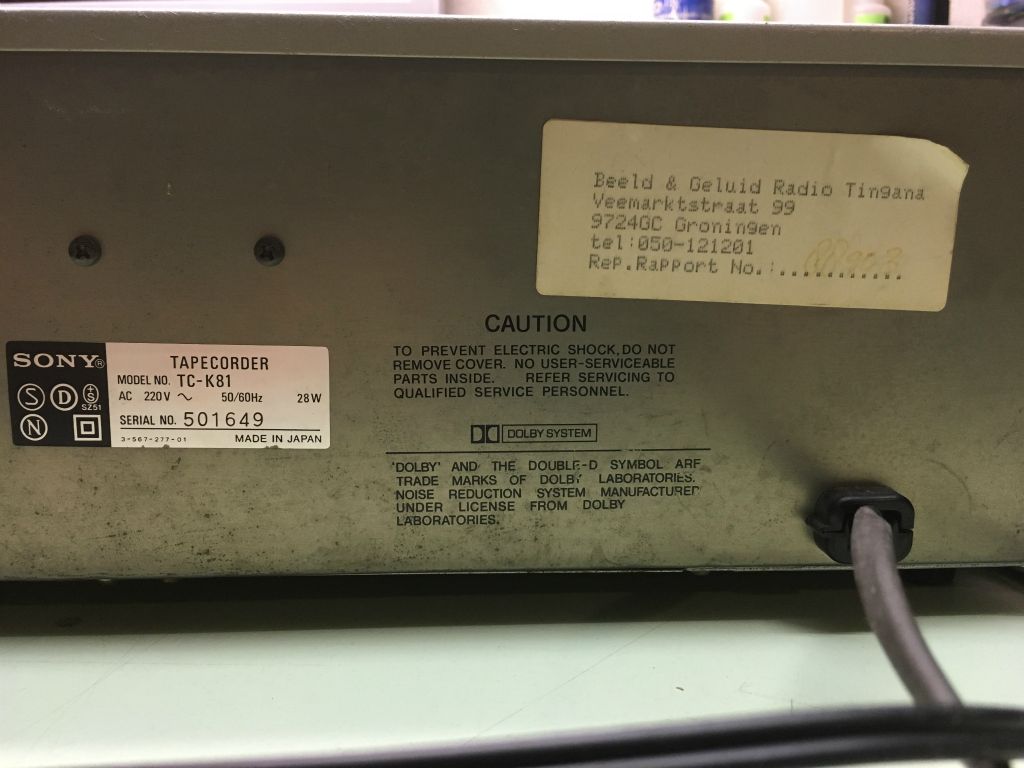 Beeld & Geluid Radio Tingana
Veemarktstraat 99
9724GC Groningen
tel:050-121201
Rep.Rapport No.:............
CAUTION
TO PREVENT ELECTRIC SHOCK, DO NOT
REMOVE COVER. NO USER-SERVICEABLE
PARTS INSIDE. REFER SERVICING TO
QUALIFIED SERVICE PERSONNEL.
DOLBY SYSTEM
'DOLBY' AND THE DOUBLE-D SYMBOL ARE
TRADE MARKS OF DOLBY LABORATORIES.
NOISE REDUCTION SYSTEM MANUFACTURED
UNDER LICENSE FROM DOLBY
LABORATORIES.
SONY®
S D +S
SZ51
N
TAPECORDER
MODEL NO. TC-K81
AC 220V ~ 50/60Hz 28W
SERIAL NO. 501649
3-567-277-01 MADE IN JAPAN